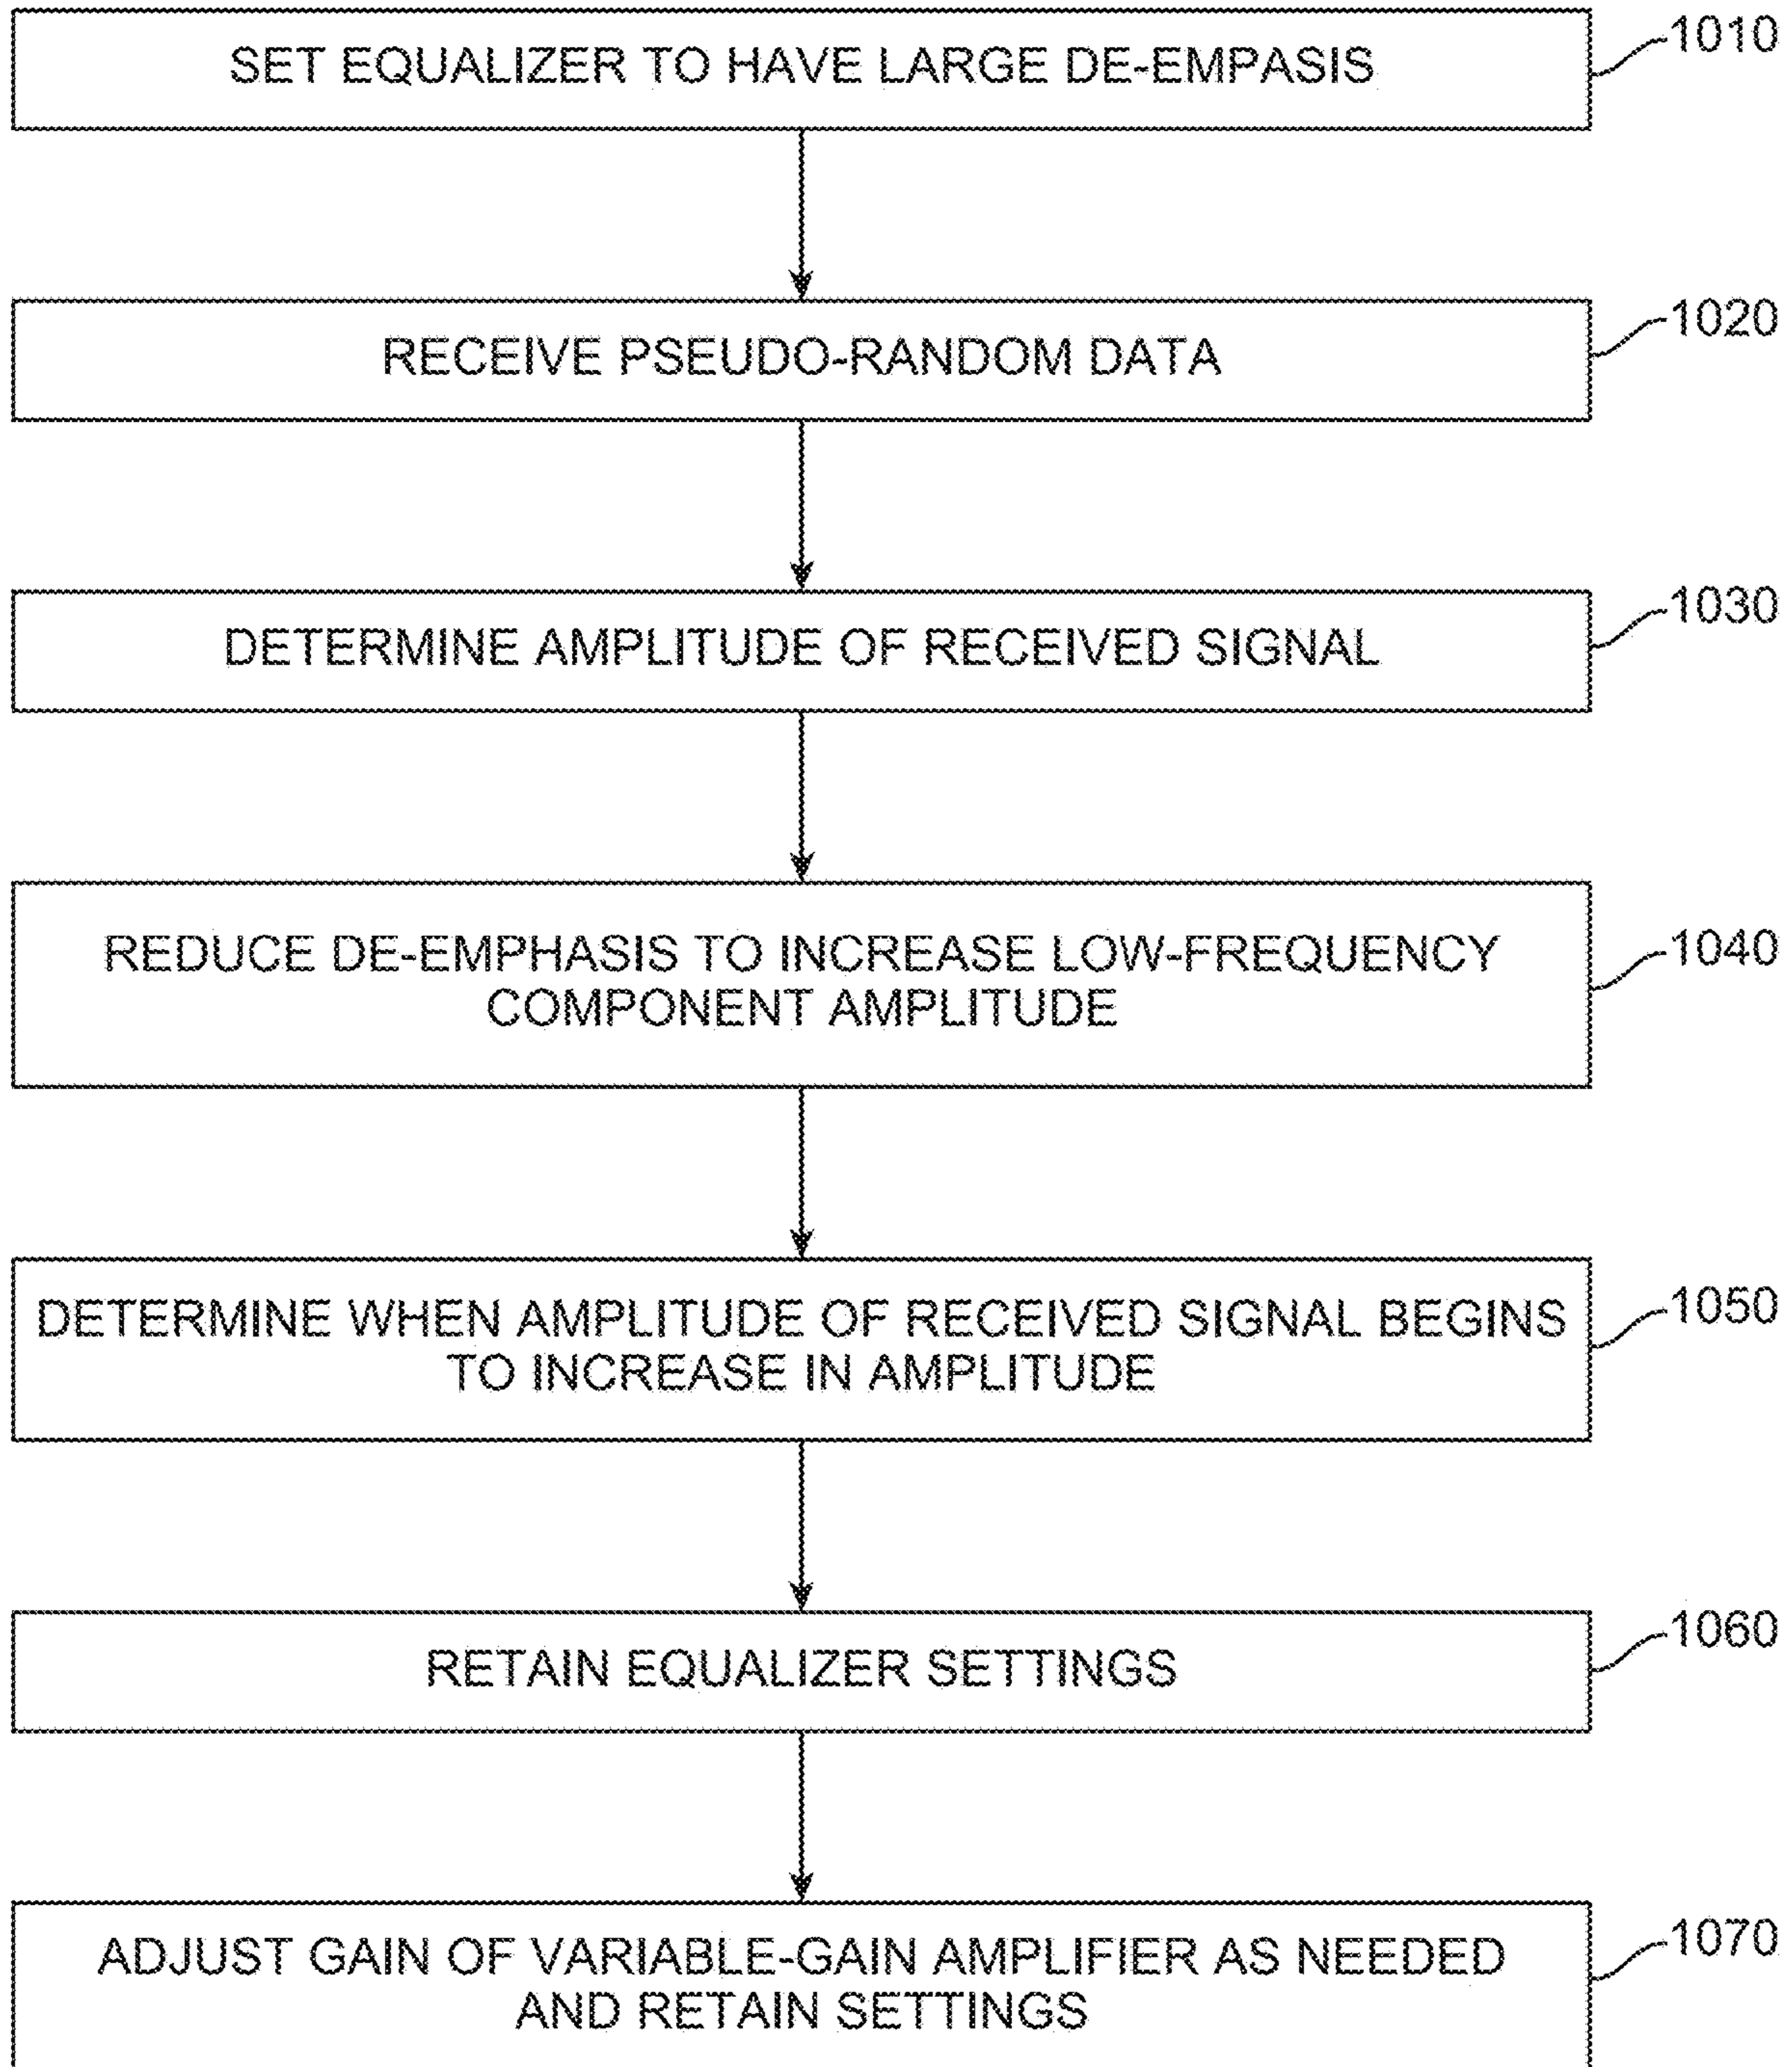 SET EQUALIZER TO HAVE LARGE DE-EMPASIS
1010
RECEIVE PSEUDO-RANDOM DATA
1020
DETERMINE AMPLITUDE OF RECEIVED SIGNAL
1030
REDUCE DE-EMPHASIS TO INCREASE LOW-FREQUENCY
COMPONENT AMPLITUDE
1040
DETERMINE WHEN AMPLITUDE OF RECEIVED SIGNAL BEGINS
TO INCREASE IN AMPLITUDE
1050
RETAIN EQUALIZER SETTINGS
1060
ADJUST GAIN OF VARIABLE-GAIN AMPLIFIER AS NEEDED
AND RETAIN SETTINGS
1070